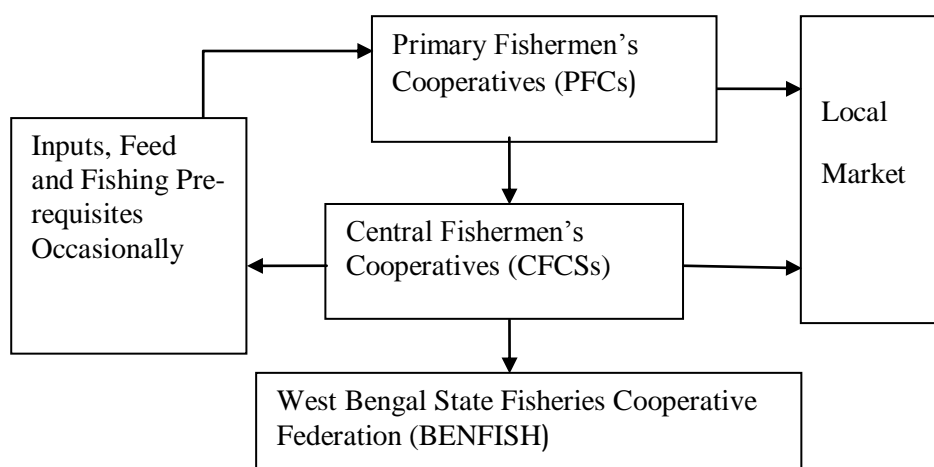 Primary Fishermen's
Cooperatives (PFCs)
Local
Market
Inputs, Feed
and Fishing Pre-
requisites
Occasionally
Central Fishermen's
Cooperatives (CFCSs)
West Bengal State Fisheries Cooperative
Federation (BENFISH)